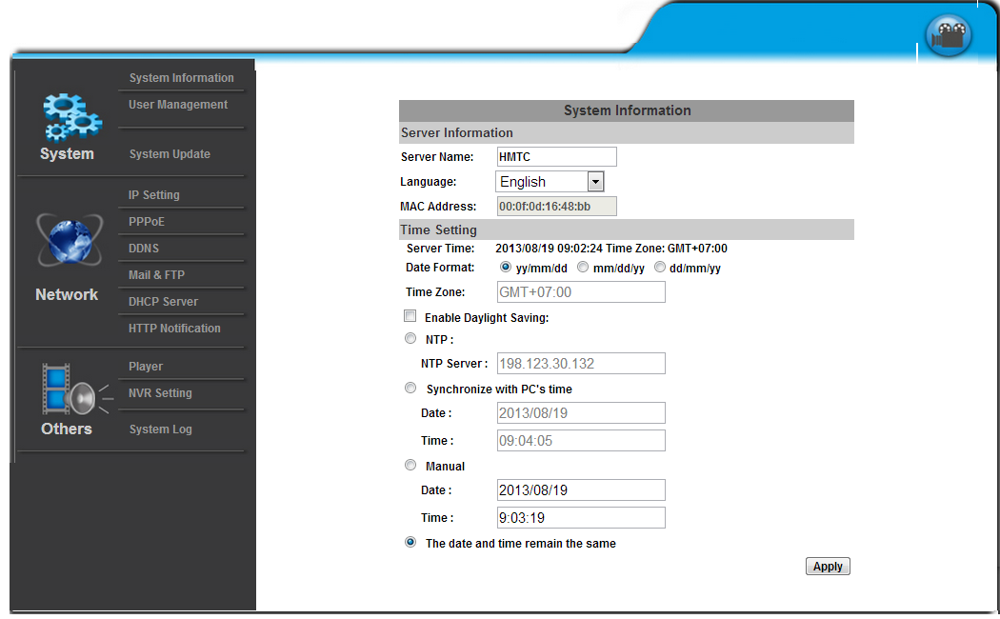 System Information
User Management
System
System Update
IP Setting
PPPoE
DDNS
Mail & FTP
Network
DHCP Server
HTTP Notification
Player
NVR Setting
Others
System Log
System Information
Server Information
Server Name: HMTC
Language: English
MAC Address: 00:0f:0d:16:48:bb
Time Setting
Server Time: 2013/08/19 09:02:24 Time Zone: GMT+07:00
Date Format: yy/mm/dd mm/dd/yy dd/mm/yy
Time Zone: GMT+07:00
Enable Daylight Saving:
NTP :
NTP Server : 198.123.30.132
Synchronize with PC's time
Date : 2013/08/19
Time : 09:04:05
Manual
Date : 2013/08/19
Time : 9:03:19
The date and time remain the same
Apply